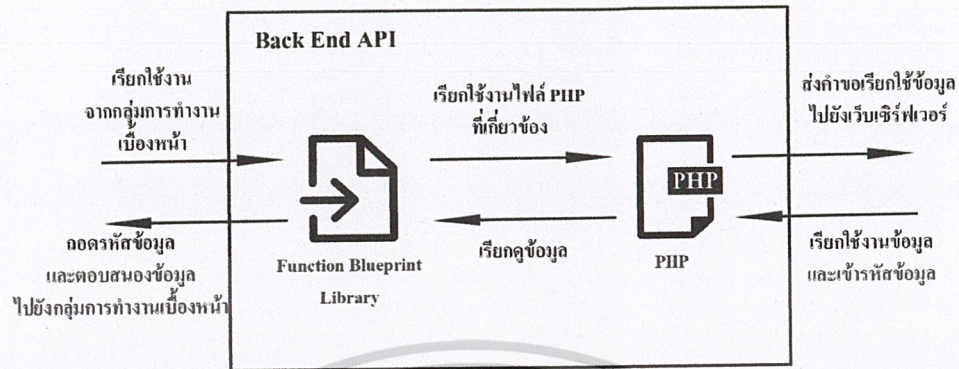 Back End API
เรียกใช้งาน
จากกลุ่มการทำงาน
เบื้องหน้า
เรียกใช้งานไฟล์ PHP
ที่เกี่ยวข้อง
ส่งคำขอเรียกใช้ข้อมูล
ไปยังเว็บเซิร์ฟเวอร์
PHP
ถอดรหัสข้อมูล
และตอบสนองข้อมูล
ไปยังกลุ่มการทำงานเบื้องหน้า
Function Blueprint
Library
เรียกดูข้อมูล
PHP
เรียกใช้งานข้อมูล
และเข้ารหัสข้อมูล